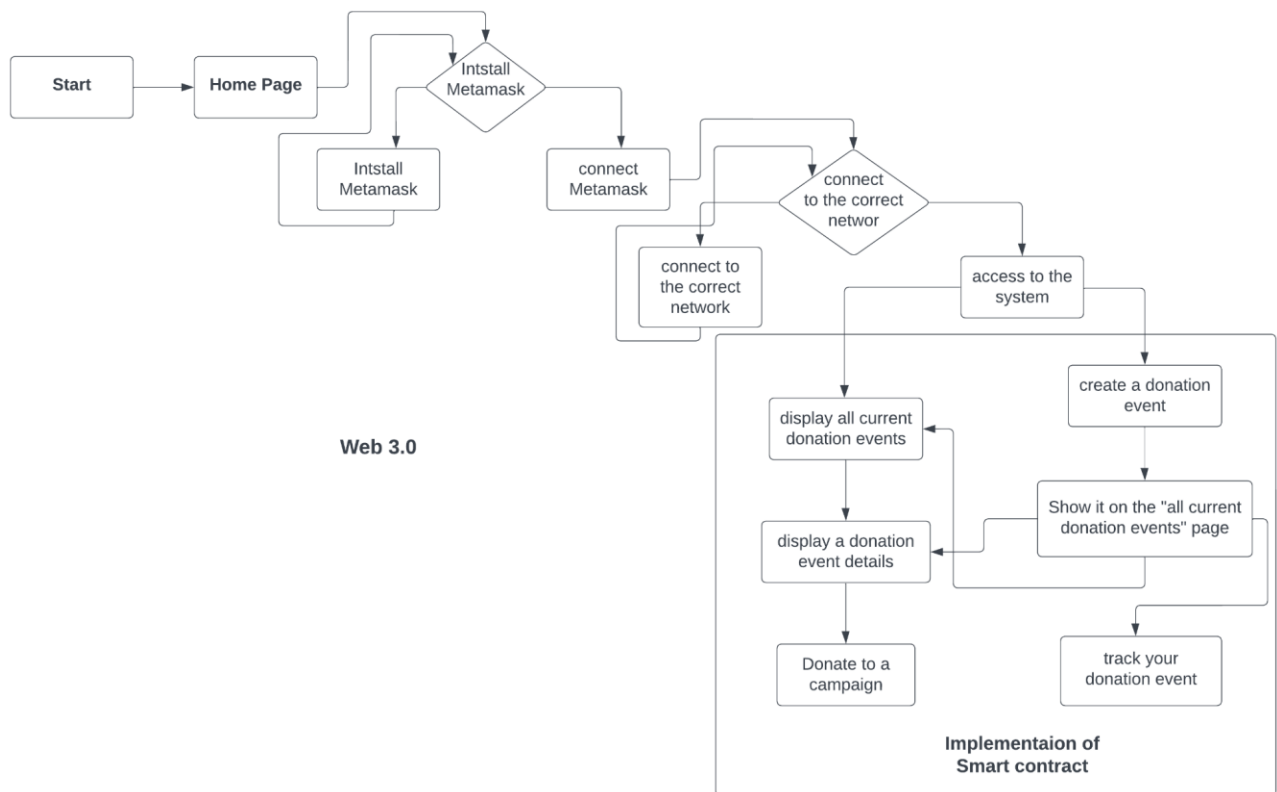 Start
Home Page
Intstall
Metamask
Intstall
Metamask
connect
Metamask
connect
to the correct
networ
connect to
the correct
network
access to the
system
create a donation
event
display all current
donation events
Web 3.0
Show it on the "all current
donation events" page
display a donation
event details
Donate to a
campaign
track your
donation event
Implementaion of
Smart contract